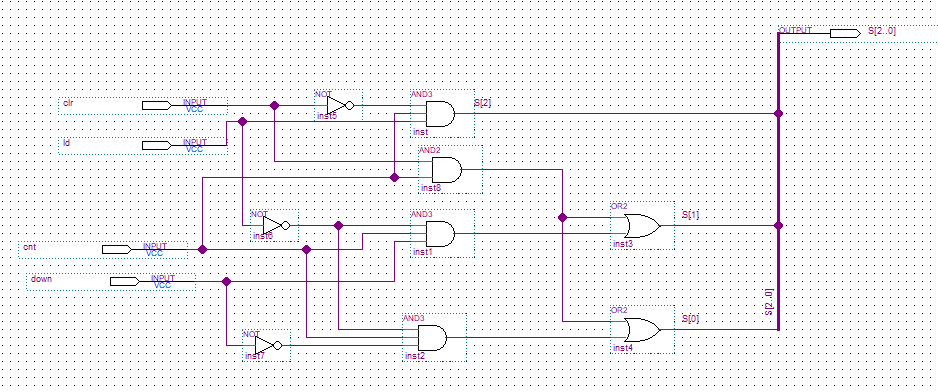 OUTPUT S[2..0]
clr INPUT VCC
NOT inst5
AND3 inst S[2]
ld INPUT VCC
AND2 inst8
NOT inst6
AND3 inst1
OR2 inst3 S[1]
cnt INPUT VCC
down INPUT VCC
S[2..0]
NOT inst7
AND3 inst2
OR2 inst4 S[0]